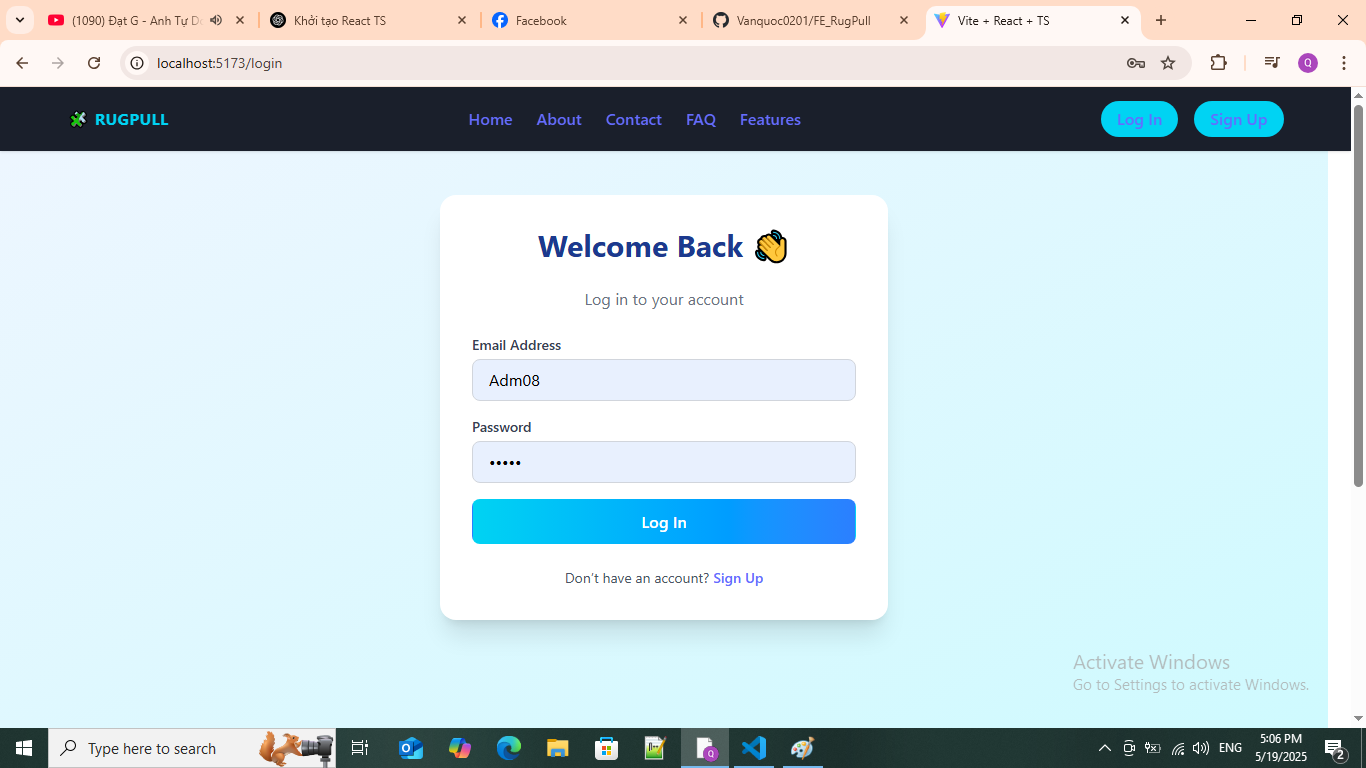 (1090) Đạt G - Anh Tự Do
Khởi tạo React TS
Facebook
Vanquoc0201/FE_RugPull
Vite + React + TS
localhost:5173/login
Q
RUGPULL
Home
About
Contact
FAQ
Features
Log In
Sign Up
Welcome Back
Log in to your account
Email Address
Adm08
Password
•••••
Log In
Don't have an account? Sign Up
Activate Windows
Go to Settings to activate Windows.
Type here to search
ENG
5:06 PM
5/19/2025
2